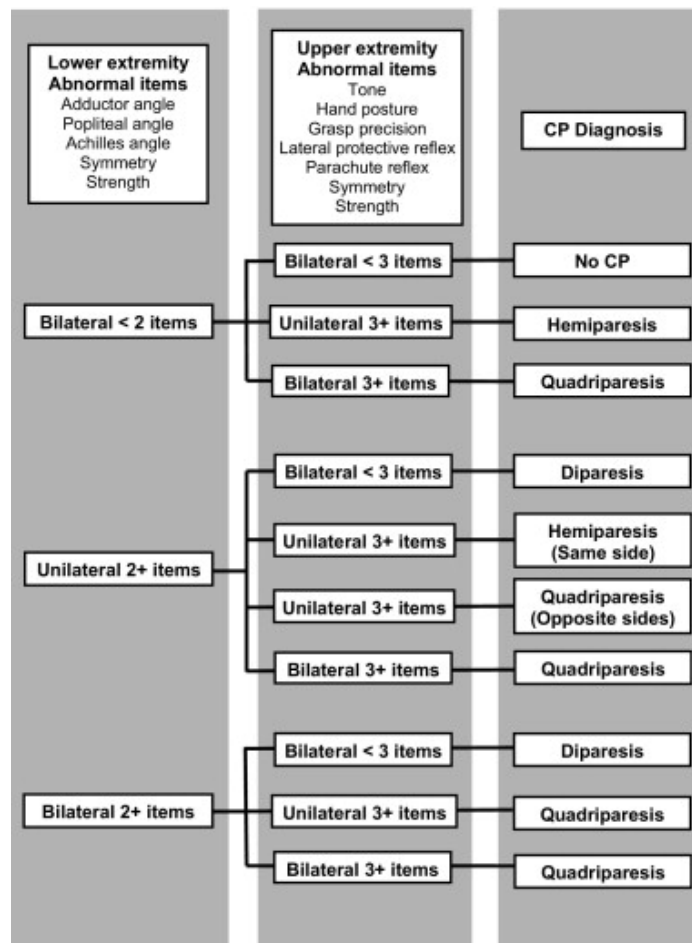 Lower extremity
Abnormal items
Adductor angle
Popliteal angle
Achilles angle
Symmetry
Strength
Upper extremity
Abnormal items
Tone
Hand posture
Grasp precision
Lateral protective reflex
Parachute reflex
Symmetry
Strength
CP Diagnosis
Bilateral < 2 items
Bilateral < 3 items
No CP
Unilateral 3+ items
Hemiparesis
Bilateral 3+ items
Quadriparesis
Unilateral 2+ items
Bilateral < 3 items
Diparesis
Unilateral 3+ items
Hemiparesis
(Same side)
Unilateral 3+ items
Quadriparesis
(Opposite sides)
Bilateral 3+ items
Quadriparesis
Bilateral 2+ items
Bilateral < 3 items
Diparesis
Unilateral 3+ items
Quadriparesis
Bilateral 3+ items
Quadriparesis